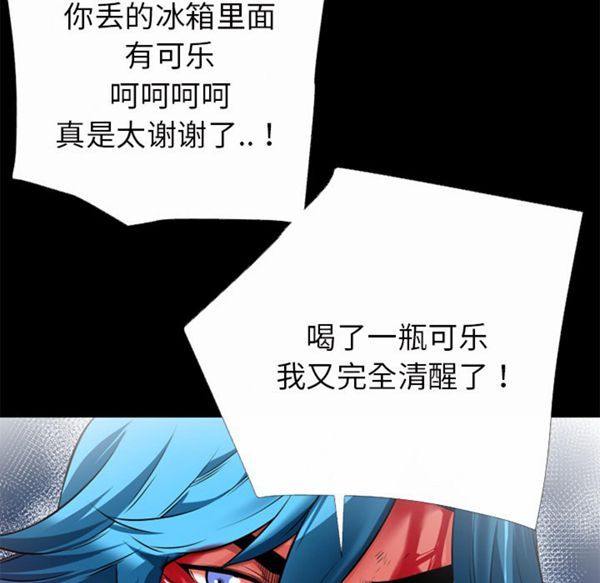 你丢的冰箱里面
有可乐
呵呵呵呵
真是太谢谢了..！
喝了一瓶可乐
我又完全清醒了！